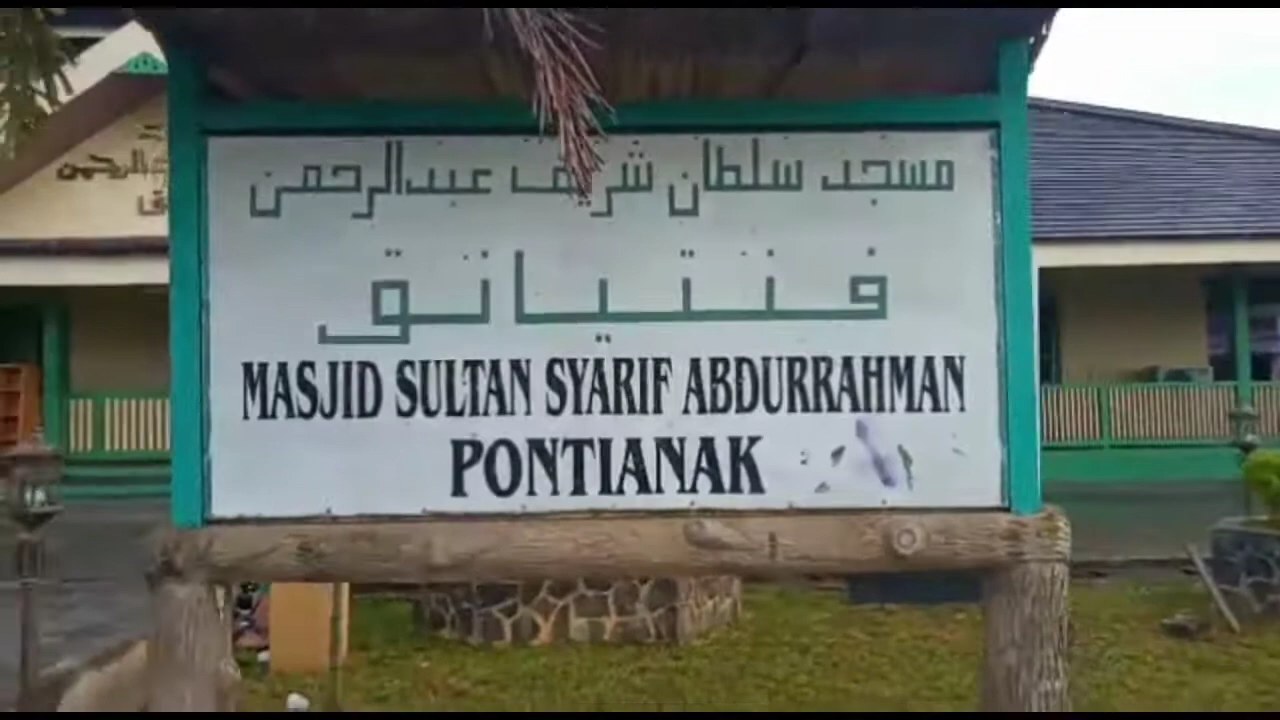 مسجد سلطان شريف عبدالرحمن
فنتيانق
MASJID SULTAN SYARIF ABDURRAHMAN
PONTIANAK